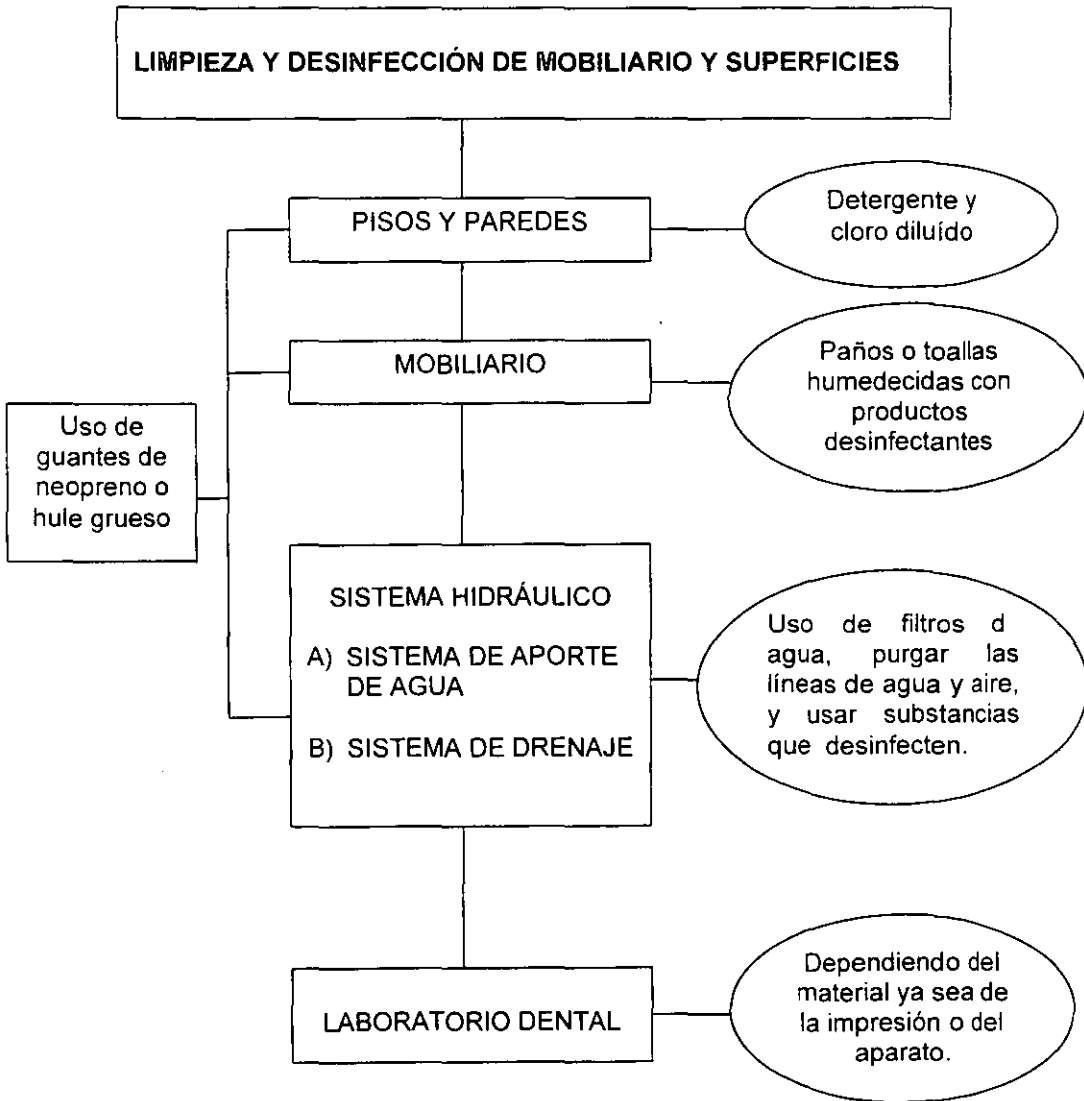 LIMPIEZA Y DESINFECCIÓN DE MOBILIARIO Y SUPERFICIES
PISOS Y PAREDES
Detergente y
cloro diluído
MOBILIARIO
Paños o toallas
humedecidas con
productos
desinfectantes
Uso de
guantes de
neopreno o
hule grueso
SISTEMA HIDRÁULICO
A) SISTEMA DE APORTE
DE AGUA
B) SISTEMA DE DRENAJE
Uso de filtros d
agua, purgar las
líneas de agua y aire,
y usar substancias
que desinfecten.
LABORATORIO DENTAL
Dependiendo del
material ya sea de
la impresión o del
aparato.